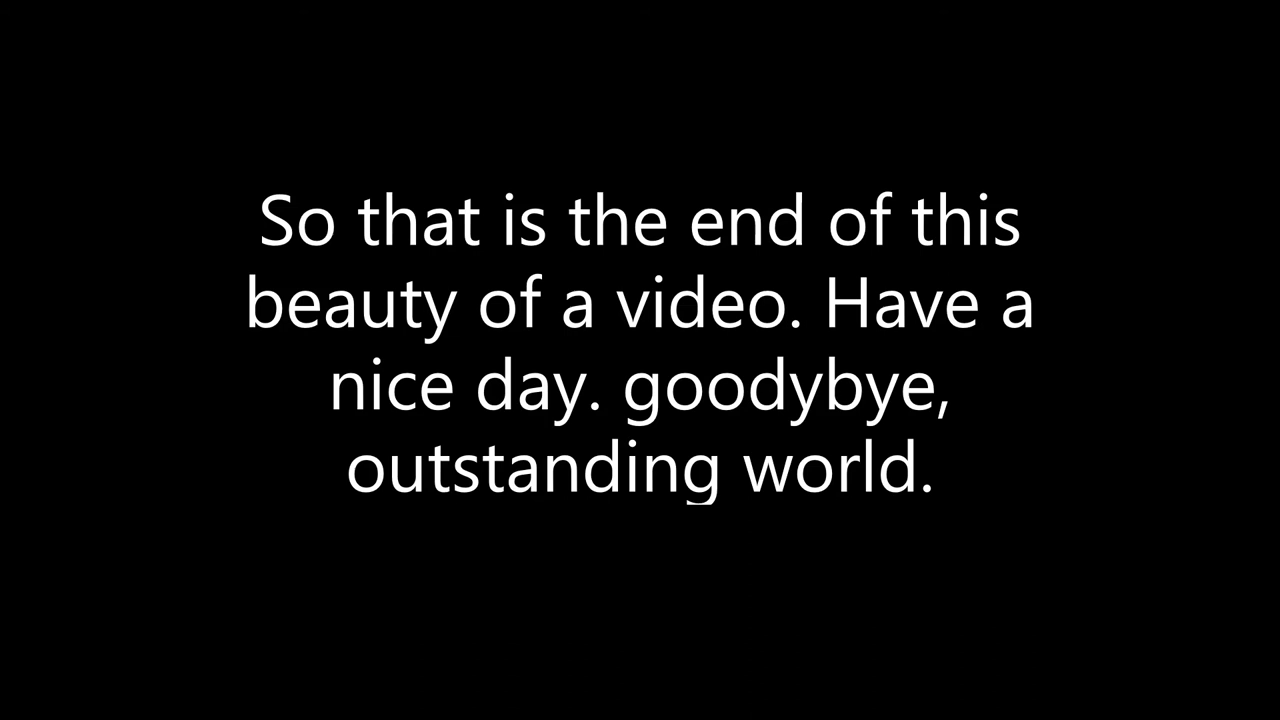 So that is the end of this
beauty of a video. Have a
nice day. goodybye,
outstanding world.